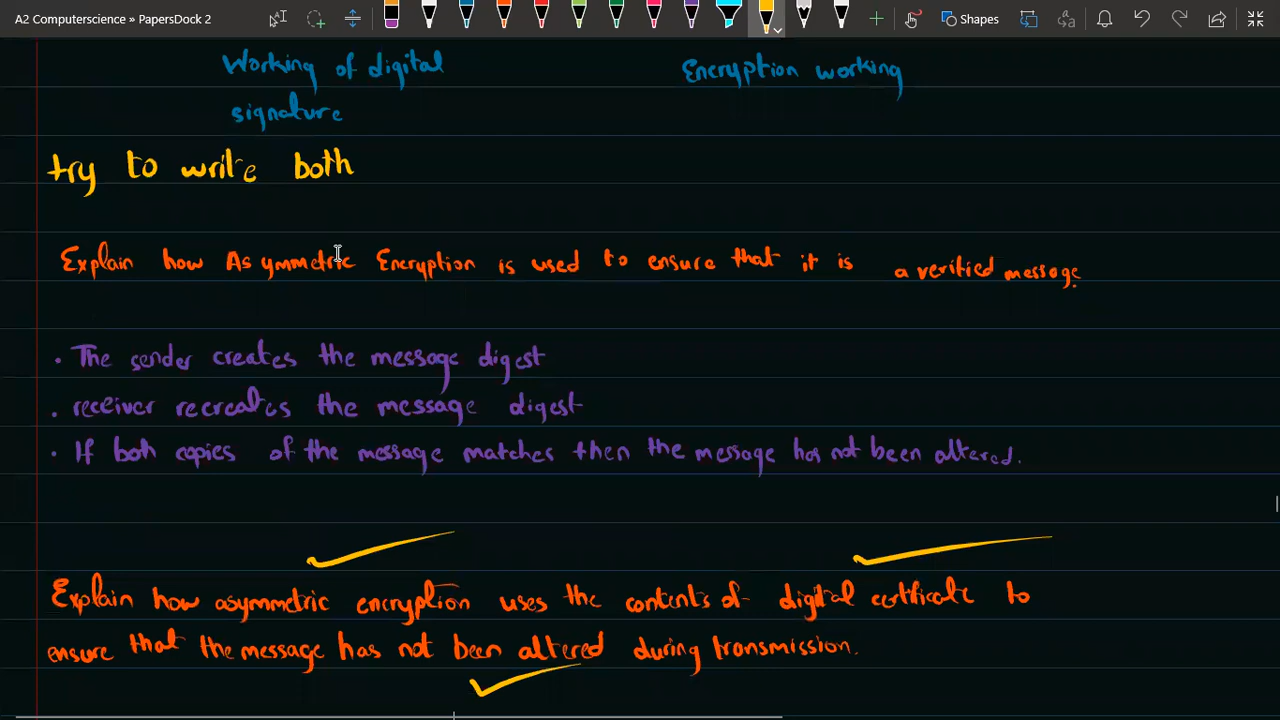 A2 Computerscience » PapersDock 2
Shapes
Working of digital
signature
Encryption working
try to write both
Explain how Asymmetric Encryption is used to ensure that it is a verified message.
• The sender creates the message digest
• receiver recreates the message digest
• If both copies of the message matches then the message has not been altered.
Explain how asymmetric encryption uses the contents of digital certificate to
ensure that the message has not been altered during transmission.